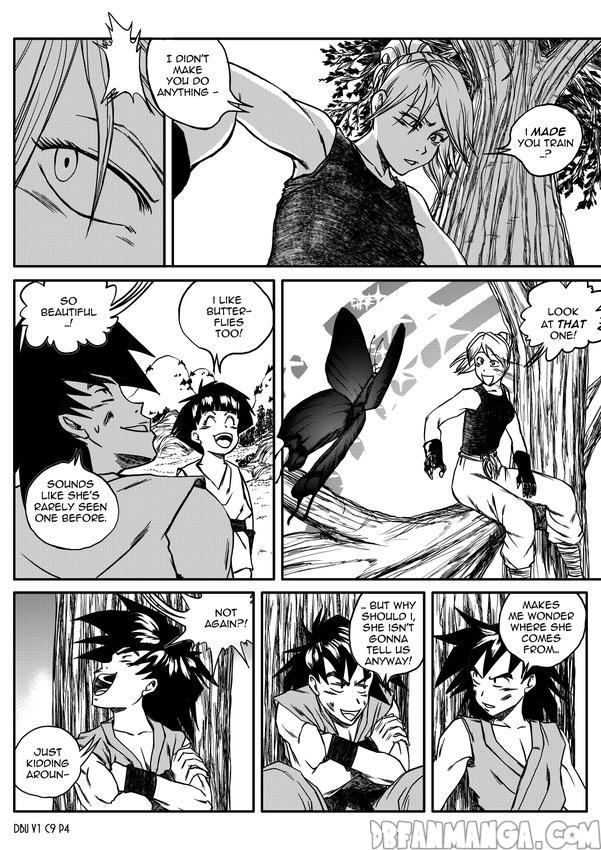 I MADE
YOU TRAIN
..?
I DIDN'T
MAKE
YOU DO
ANYTHING -
LOOK
AT THAT
ONE!
I LIKE
BUTTER-
FLIES
TOO!
SO
BEAUTIFUL
..!
SOUNDS
LIKE SHE'S
RARELY SEEN
ONE BEFORE.
MAKES
ME WONDER
WHERE SHE
COMES
FROM..
.. BUT WHY
SHOULD I,
SHE ISN'T
GONNA
TELL US
ANYWAY!
NOT
AGAIN?!
JUST
KIDDING
AROUN-
DBU V1 C9 P4
DBFANMANGA.COM